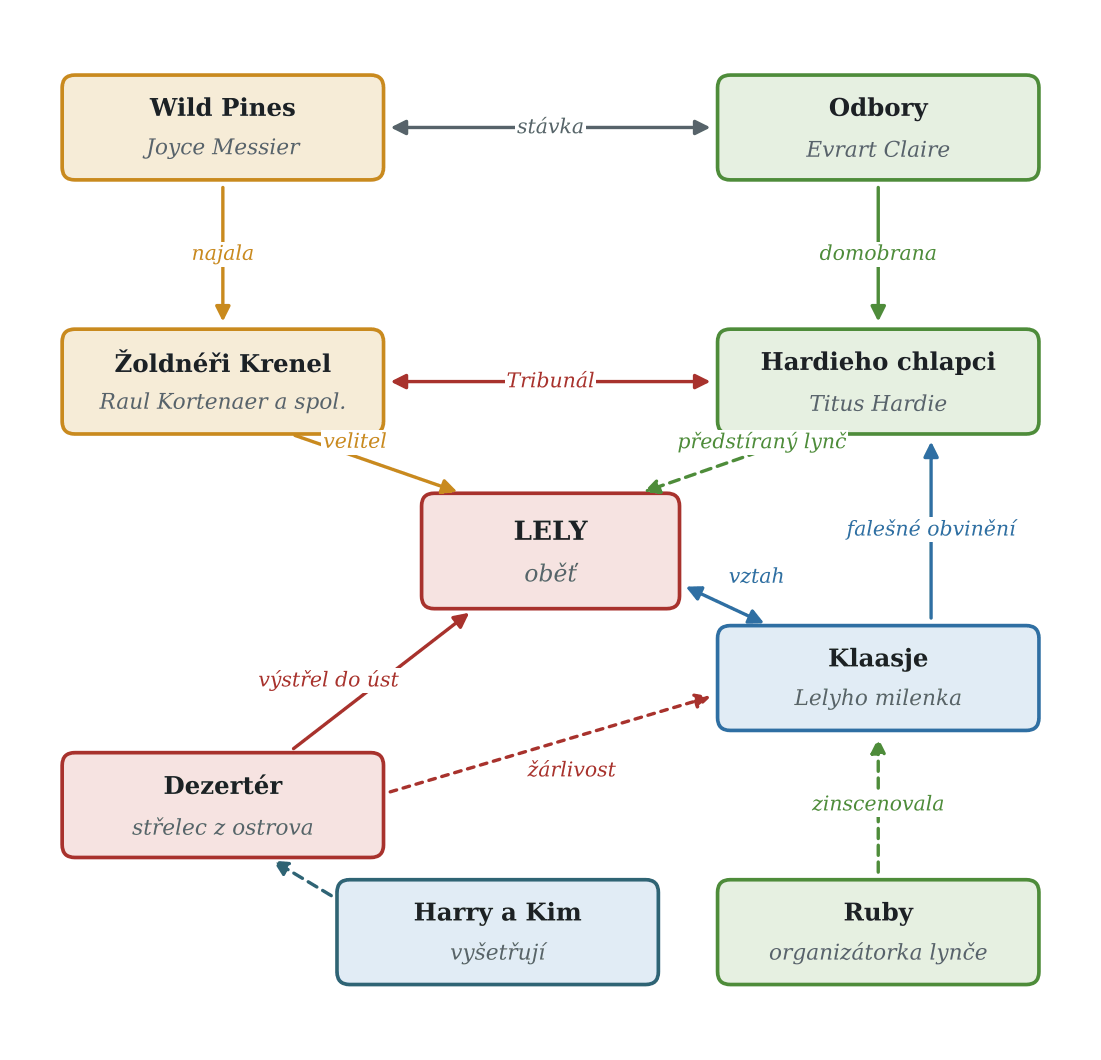 Wild Pines
Joyce Messier
stávka
Odbory
Evrart Claire
najala
domobrana
Žoldnéři Krenel
Raul Kortenaer a spol.
Tribunál
Hardieho chlapci
Titus Hardie
velitel
předstíraný lynč
LELY
oběť
falešné obvinění
vztah
Klaasje
Lelyho milenka
výstřel do úst
žárlivost
Dezertér
střelec z ostrova
zinscenovala
Harry a Kim
vyšetřují
Ruby
organizátorka lynče